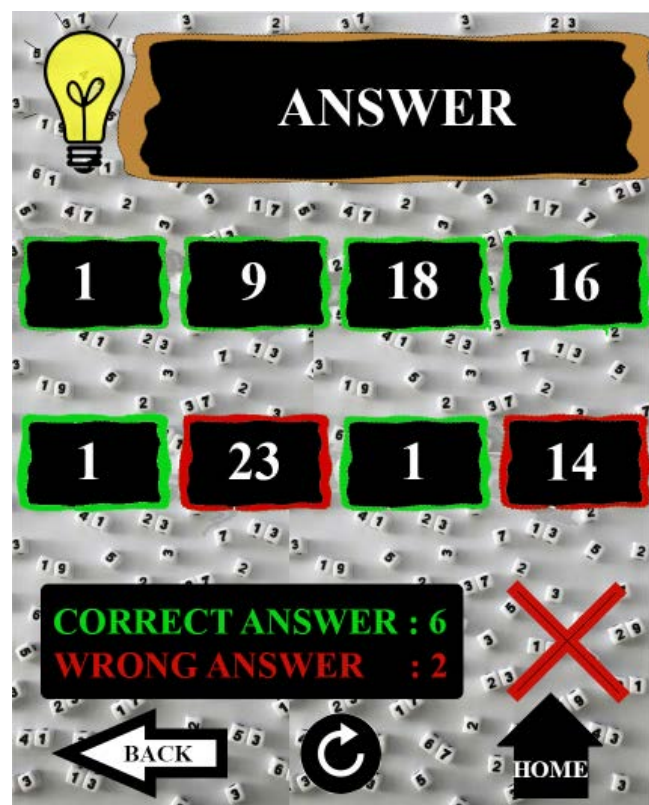 ANSWER
1 9 18 16
1 23 1 14
CORRECT ANSWER : 6
WRONG ANSWER : 2
BACK
HOME